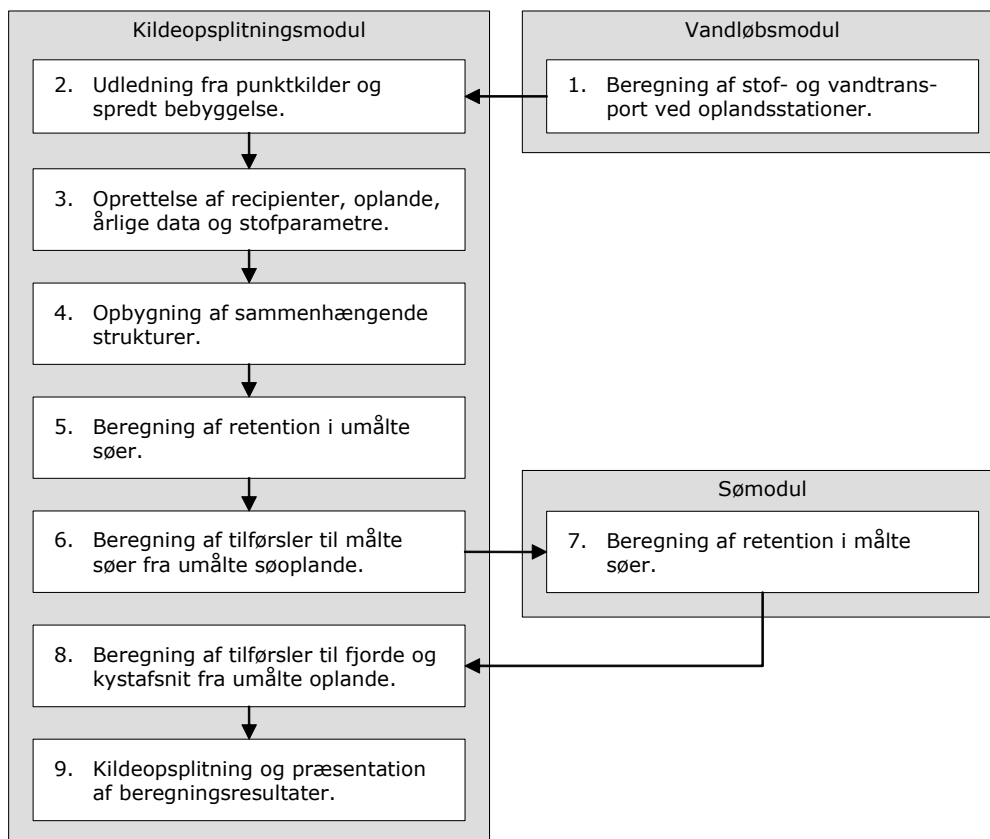 Kildeopsplitningsmodul
Vandløbsmodul
1. Beregning af stof- og vandtrans-
port ved oplandsstationer.
2. Udledning fra punktkilder og
spredt bebyggelse.
3. Oprettelse af recipienter, oplande,
årlige data og stofparametre.
4. Opbygning af sammenhængende
strukturer.
5. Beregning af retention i umålte
søer.
6. Beregning af tilførsler til målte
søer fra umålte søoplande.
Sømodul
7. Beregning af retention i målte
søer.
8. Beregning af tilførsler til fjorde og
kystafsnit fra umålte oplande.
9. Kildeopsplitning og præsentation
af beregningsresultater.